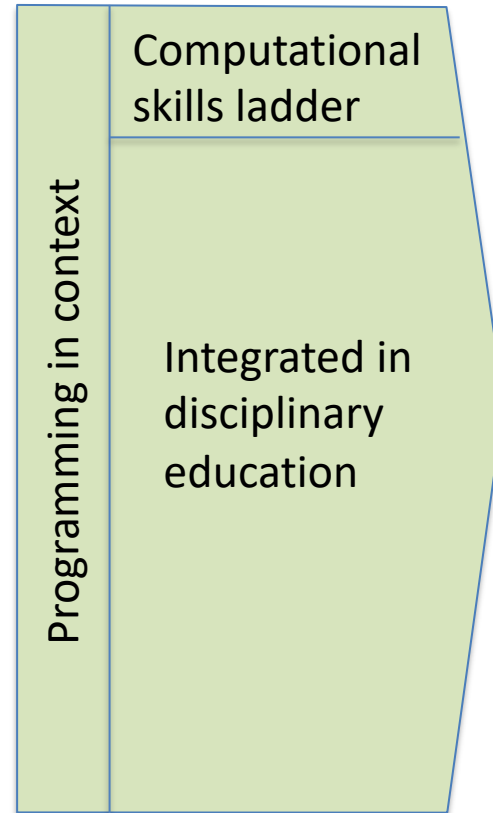 Programming in context
Computational
skills ladder
Integrated in
disciplinary
education